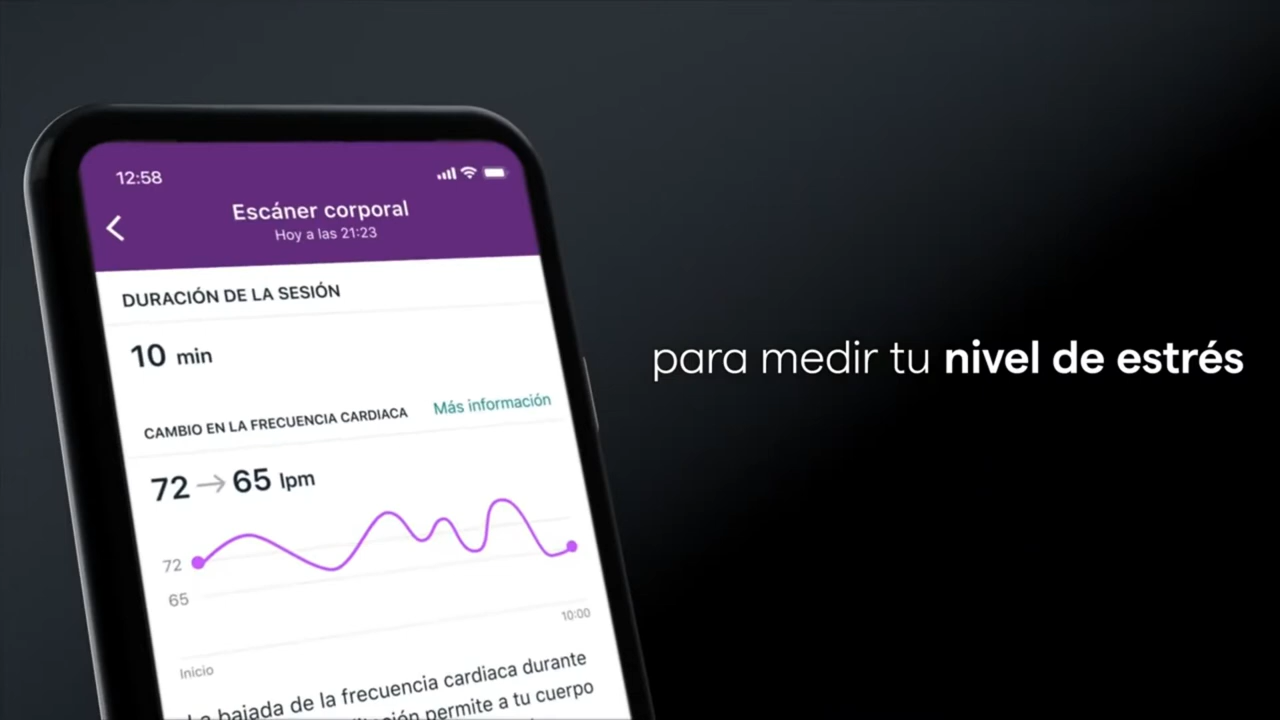 12:58
Escáner corporal
Hoy a las 21:23
DURACIÓN DE LA SESIÓN
10 min
CAMBIO EN LA FRECUENCIA CARDIACA Más información
72 → 65 lpm
72
65
10:00
Inicio
La bajada de la frecuencia cardiaca durante
permite a tu cuerpo
para medir tu nivel de estrés